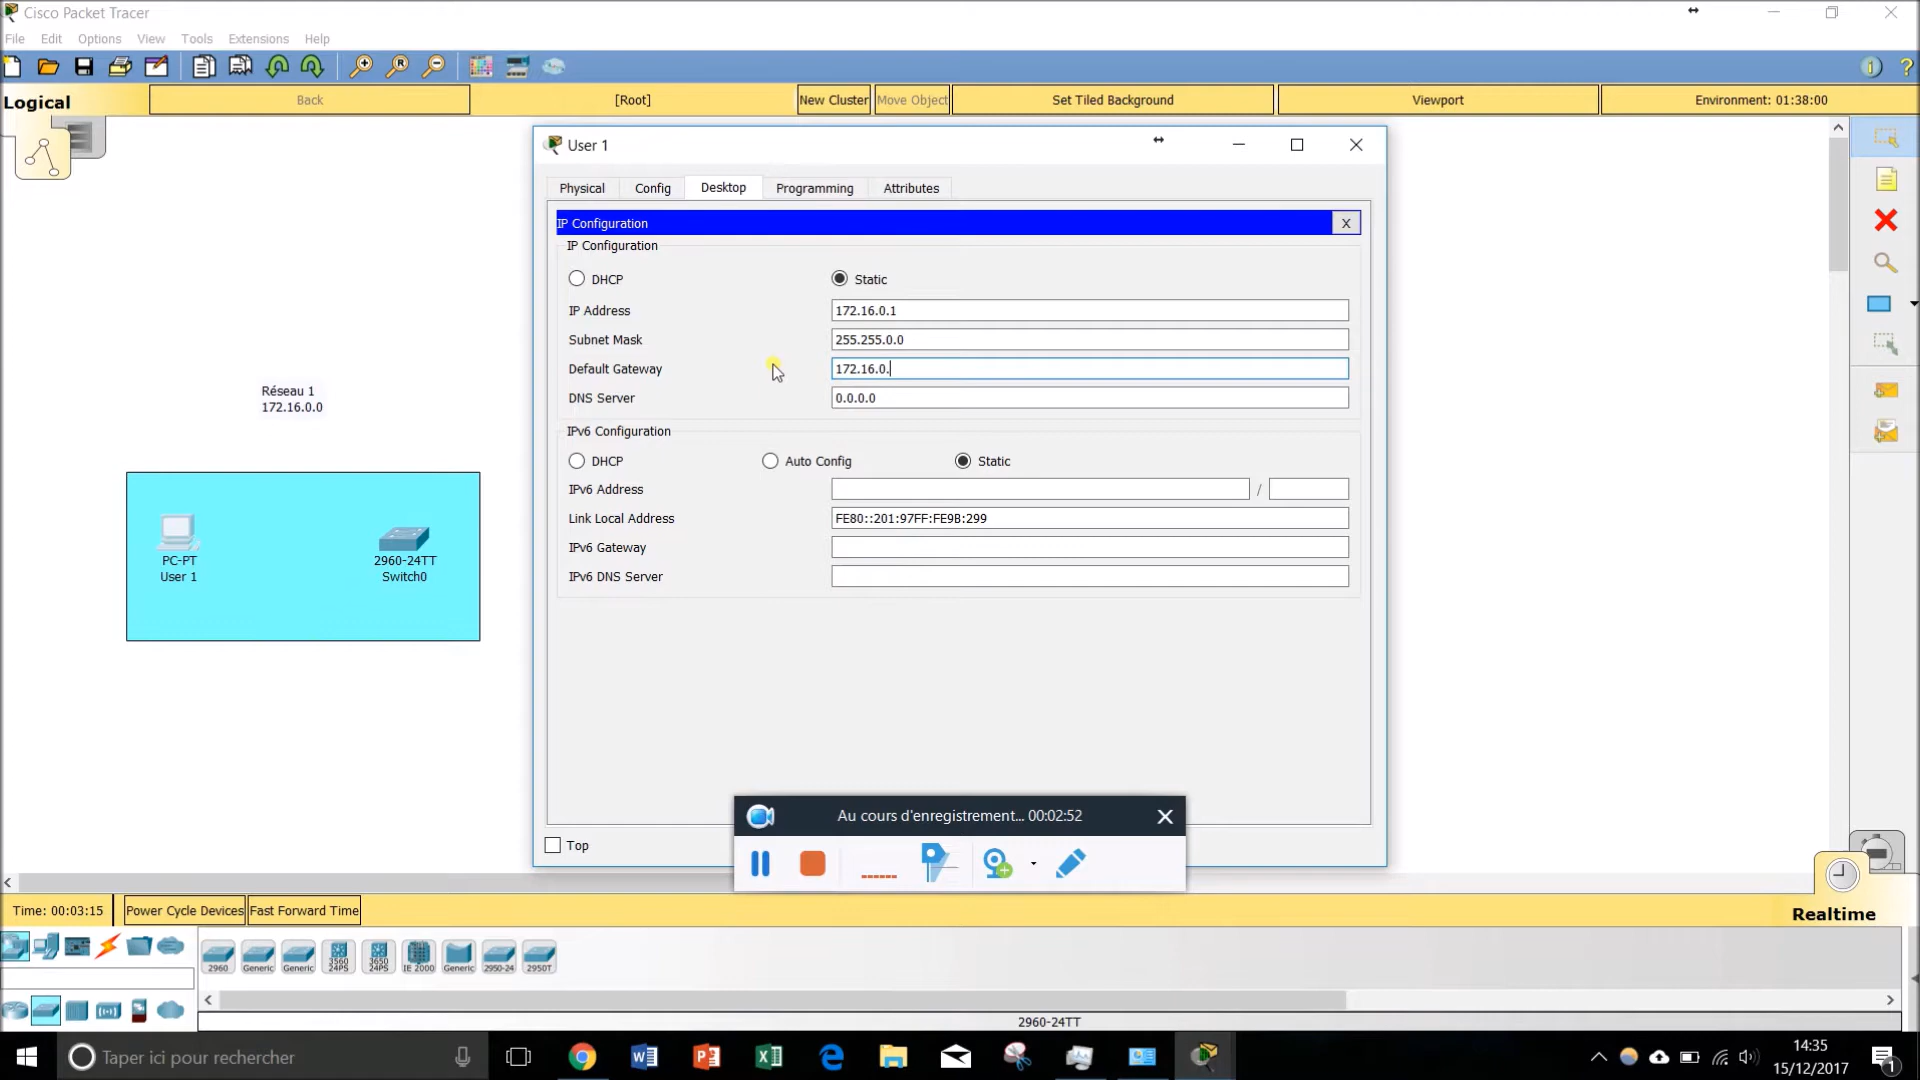 Cisco Packet Tracer
File Edit Options View Tools Extensions Help
Logical
Back
[Root]
New Cluster
Move Object
Set Tiled Background
Viewport
Environment: 01:38:00
User 1
Physical
Config
Desktop
Programming
Attributes
IP Configuration
X
IP Configuration
DHCP
Static
IP Address
172.16.0.1
Subnet Mask
255.255.0.0
Default Gateway
172.16.0.
DNS Server
0.0.0.0
IPv6 Configuration
DHCP
Auto Config
Static
IPv6 Address
/
Link Local Address
FE80::201:97FF:FE9B:299
IPv6 Gateway
IPv6 DNS Server
Top
Réseau 1
172.16.0.0
PC-PT
User 1
2960-24TT
Switch0
Au cours d'enregistrement... 00:02:52
Time: 00:03:15
Power Cycle Devices
Fast Forward Time
Realtime
2960
Generic
Generic
3560
24PS
3650
24PS
IE 2000
Generic
2950-24
2950T
2960-24TT
Taper ici pour rechercher
14:35
15/12/2017
1